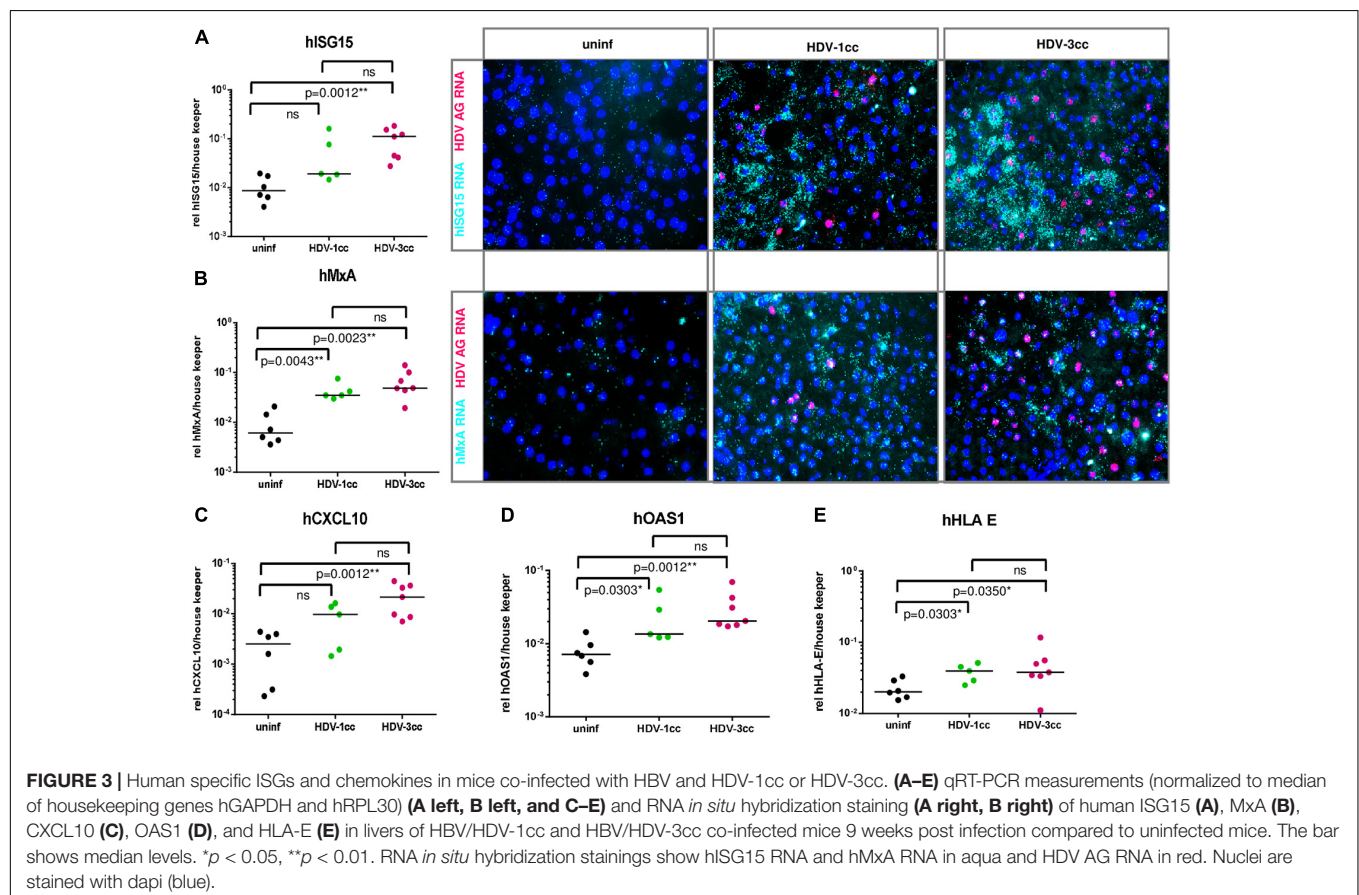 A
hISG15
ns
p=0.0012**
ns
rel hISG15/house keeper
10⁰
10⁻¹
10⁻²
10⁻³
uninf HDV-1cc HDV-3cc
uninf HDV-1cc HDV-3cc
hISG15 RNA HDV AG RNA
B
hMxA
ns
p=0.0023**
p=0.0043**
rel hMxA/house keeper
10⁰
10⁻¹
10⁻²
10⁻³
uninf HDV-1cc HDV-3cc
hMxA RNA HDV AG RNA
C
hCXCL10
ns
p=0.0012**
ns
rel hCXCL10/house keeper
10⁻¹
10⁻²
10⁻³
10⁻⁴
uninf HDV-1cc HDV-3cc
D
hOAS1
ns
p=0.0012**
p=0.0303*
rel hOAS1/house keeper
10⁻¹
10⁻²
10⁻³
uninf HDV-1cc HDV-3cc
E
hHLA E
ns
p=0.0350*
p=0.0303*
rel hHLA-E/house keeper
10⁰
10⁻¹
10⁻²
uninf HDV-1cc HDV-3cc
FIGURE 3 | Human specific ISGs and chemokines in mice co-infected with HBV and HDV-1cc or HDV-3cc. (A–E) qRT-PCR measurements (normalized to median
of housekeeping genes hGAPDH and hRPL30) (A left, B left, and C–E) and RNA in situ hybridization staining (A right, B right) of human ISG15 (A), MxA (B),
CXCL10 (C), OAS1 (D), and HLA-E (E) in livers of HBV/HDV-1cc and HBV/HDV-3cc co-infected mice 9 weeks post infection compared to uninfected mice. The bar
shows median levels. *p < 0.05, **p < 0.01. RNA in situ hybridization stainings show hISG15 RNA and hMxA RNA in aqua and HDV AG RNA in red. Nuclei are
stained with dapi (blue).